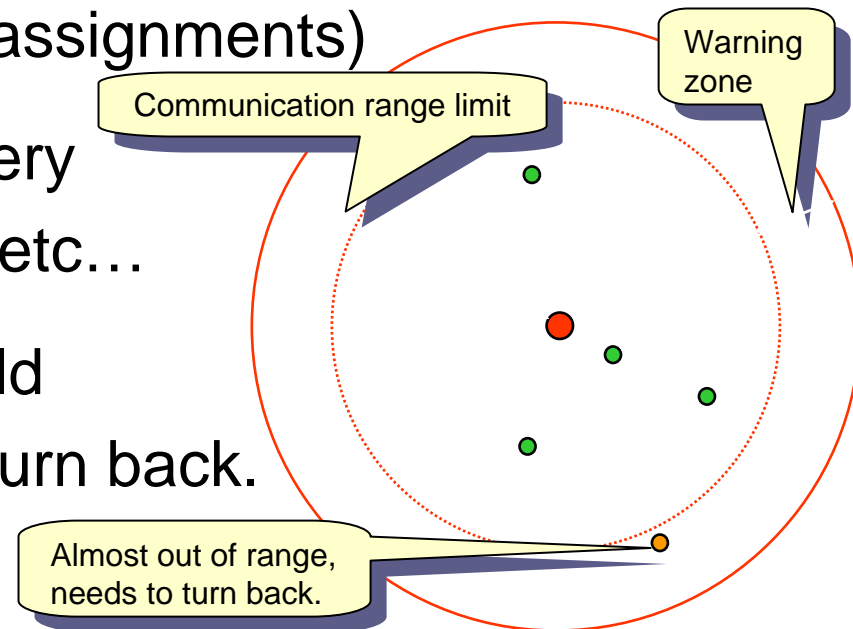 assignments)
Warning
zone
Communication range limit
ery
etc…
ld
urn back.
Almost out of range,
needs to turn back.